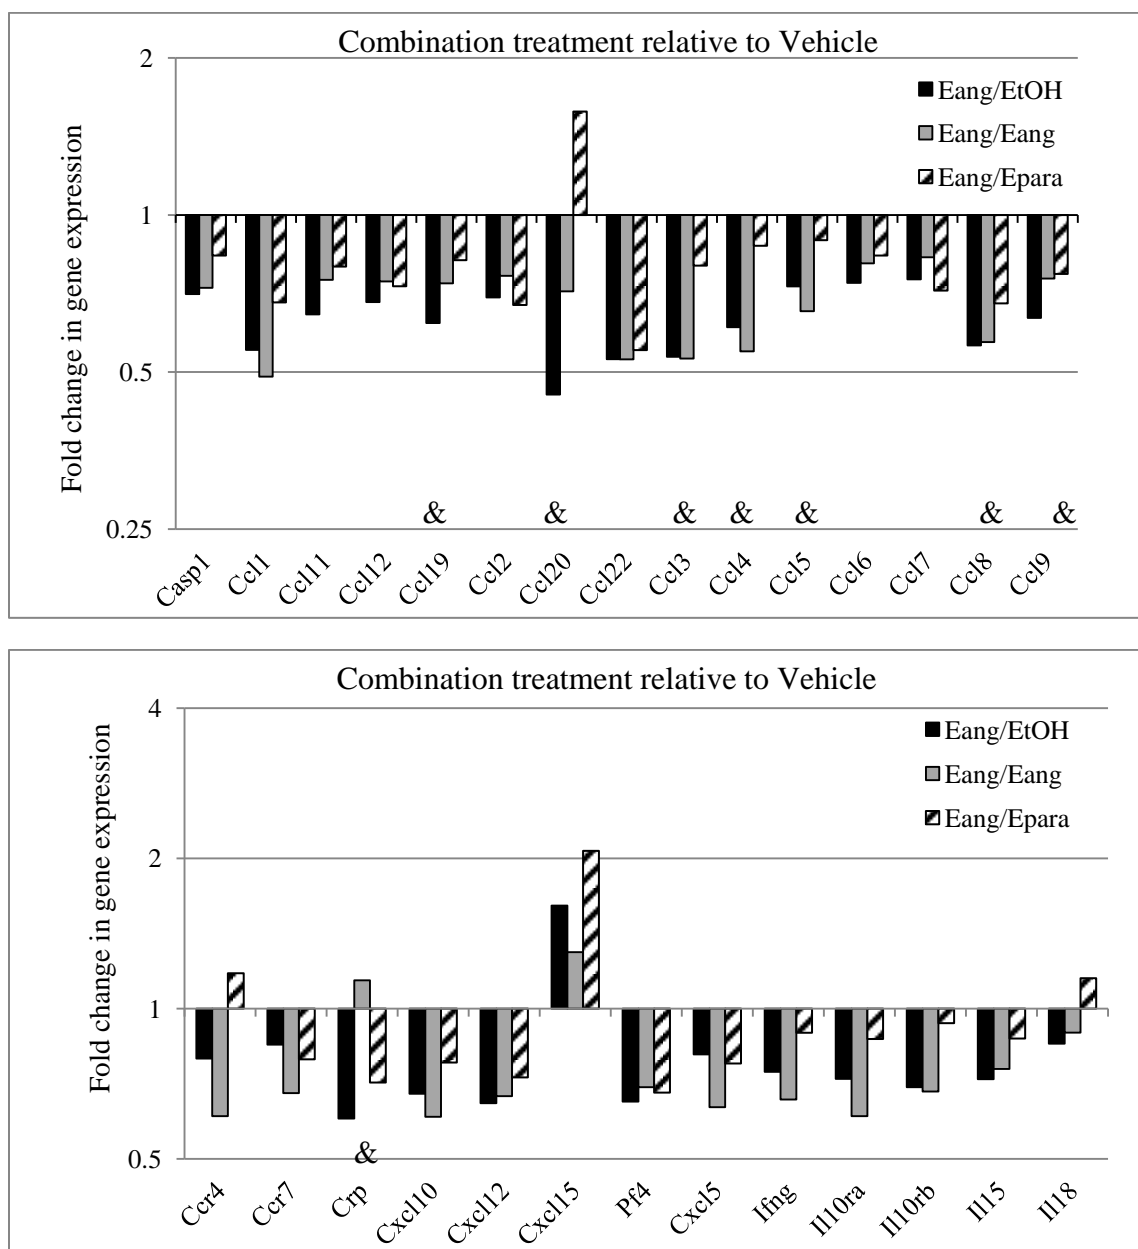 Combination treatment relative to Vehicle
Fold change in gene expression
2
1
0.5
0.25
Eang/EtOH
Eang/Eang
Eang/Epara
& & & & & & &
Casp1 Ccl1 Ccl11 Ccl12 Ccl19 Ccl2 Ccl20 Ccl22 Ccl3 Ccl4 Ccl5 Ccl6 Ccl7 Ccl8 Ccl9
Combination treatment relative to Vehicle
Fold change in gene expression
4
2
1
0.5
Eang/EtOH
Eang/Eang
Eang/Epara
&
Ccr4 Ccr7 Crp Cxcl10 Cxcl12 Cxcl15 Pf4 Cxcl5 Ifng Il10ra Il10rb Il15 Il18